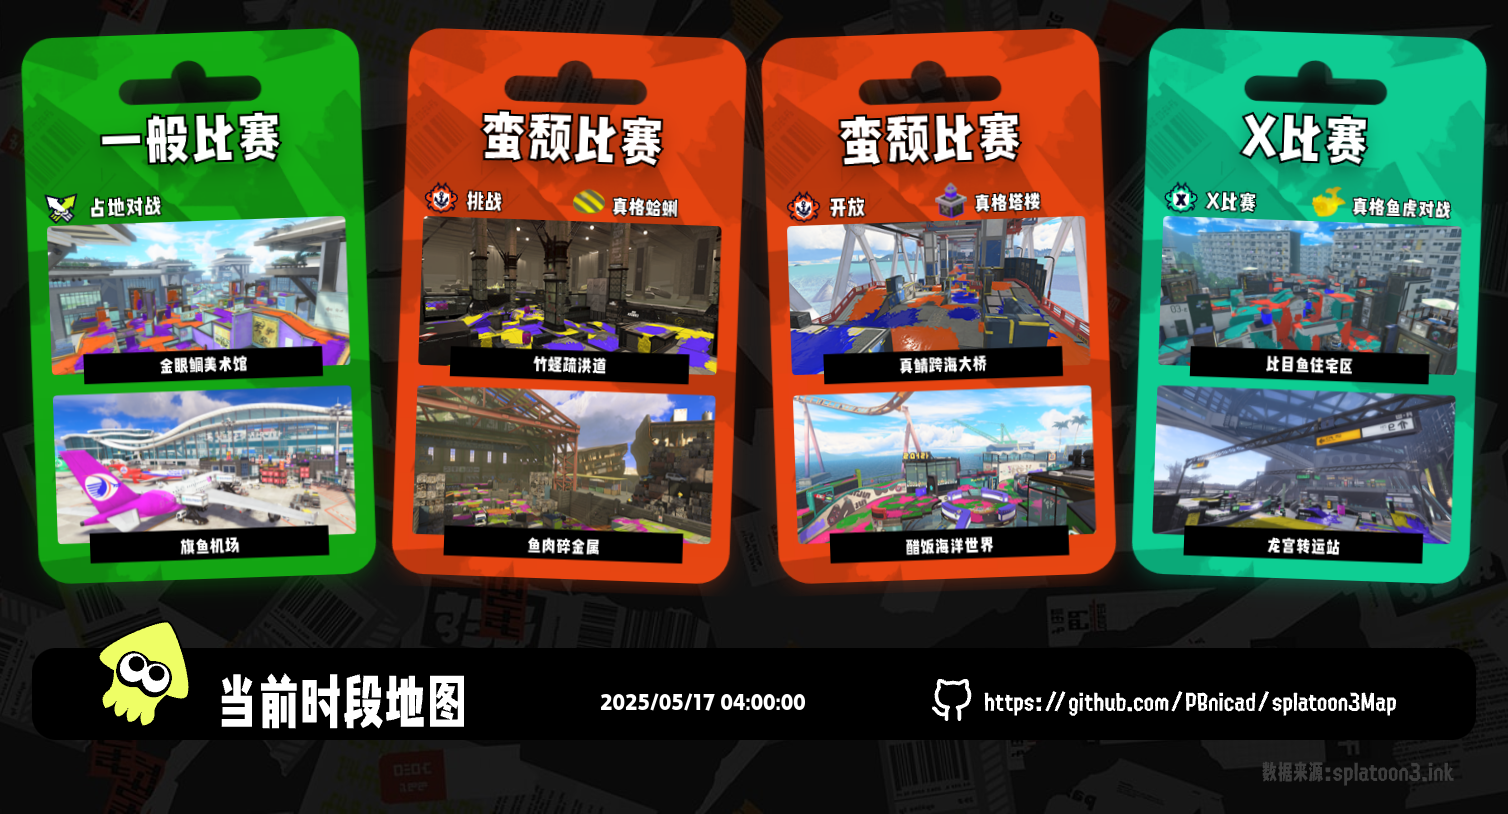 一般比赛
占地对战
金眼鲷美术馆
旗鱼机场
蛮颓比赛
挑战
真格蛤蜊
竹蛏疏洪道
鱼肉碎金属
蛮颓比赛
开放
真格塔楼
真鲷跨海大桥
醋饭海洋世界
X比赛
X比赛
真格鱼虎对战
比目鱼住宅区
龙宫转运站
当前时段地图
2025/05/17 04:00:00
https://github.com/PBnicad/splatoon3Map
数据来源:splatoon3.ink